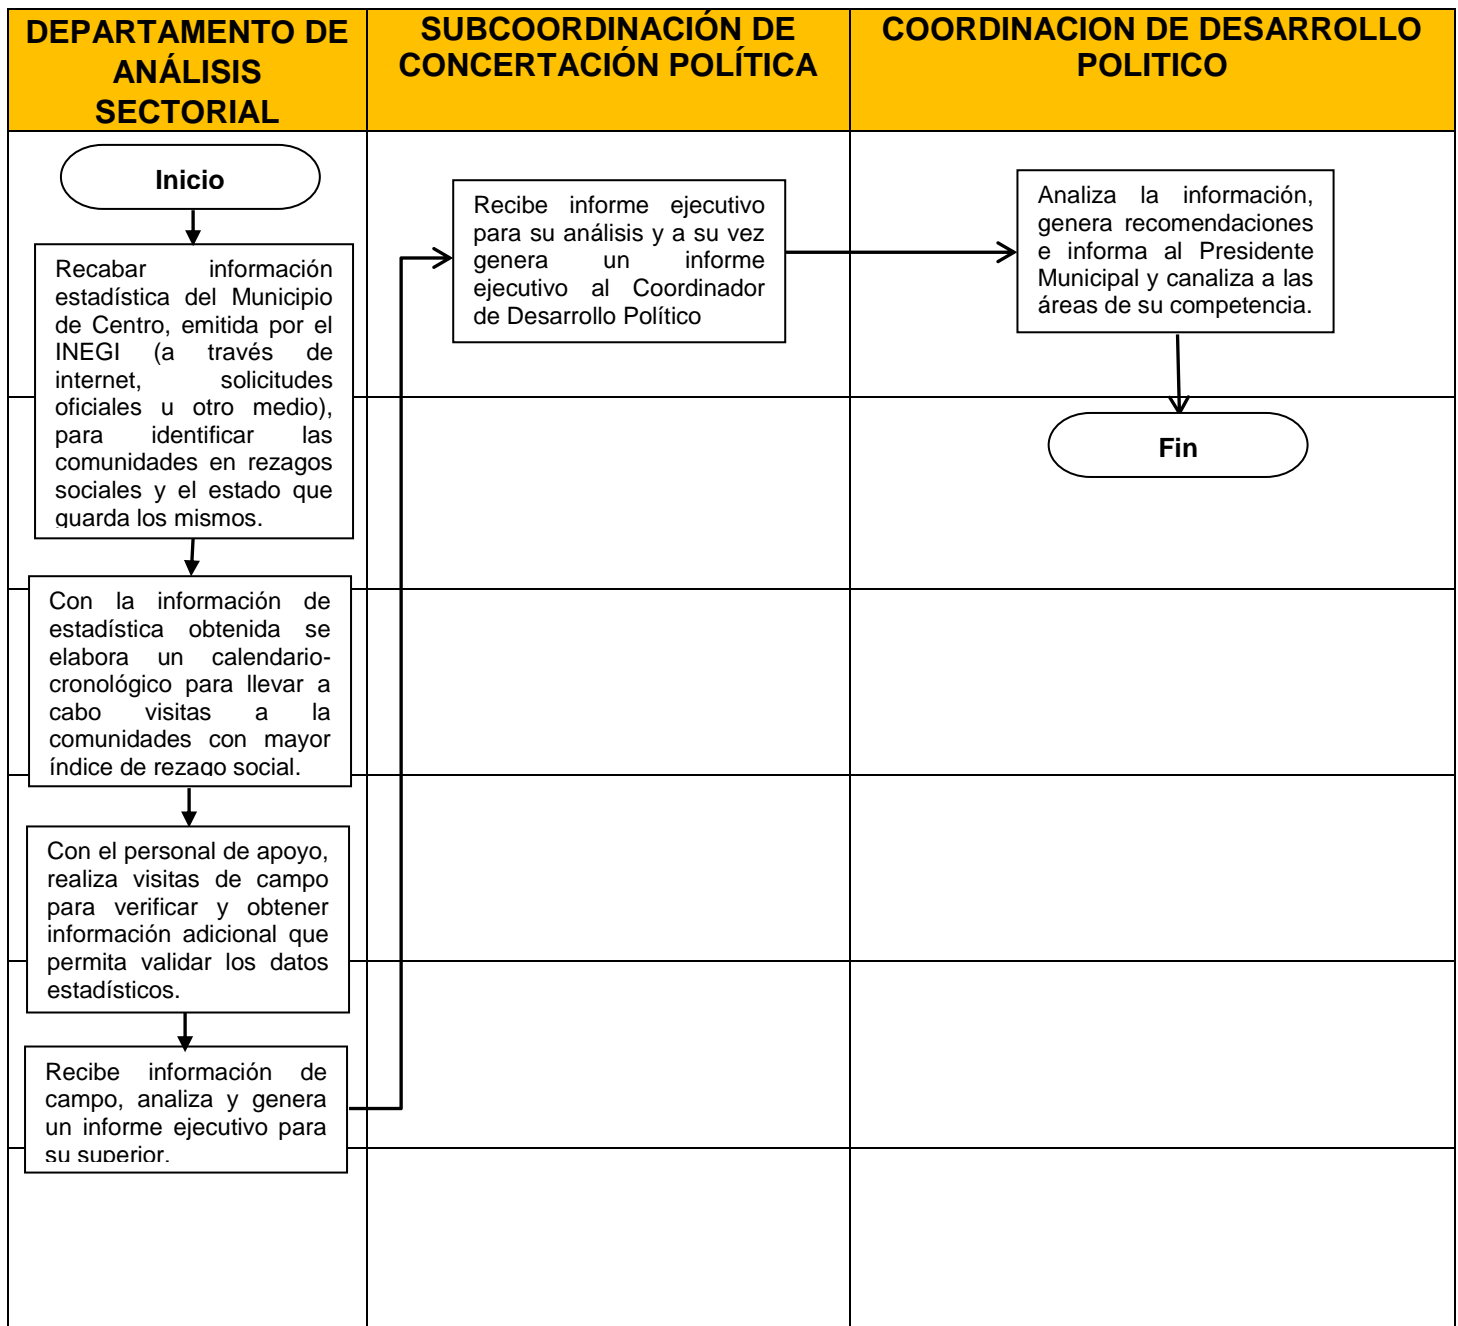 DEPARTAMENTO DE
ANÁLISIS
SECTORIAL
SUBCOORDINACIÓN DE
CONCERTACIÓN POLÍTICA
COORDINACION DE DESARROLLO
POLITICO
Inicio
Recabar información
estadística del Municipio
de Centro, emitida por el
INEGI (a través de
internet, solicitudes
oficiales u otro medio),
para identificar las
comunidades en rezagos
sociales y el estado que
guarda los mismos.
Con la información de
estadística obtenida se
elabora un calendario-
cronológico para llevar a
cabo visitas a la
comunidades con mayor
índice de rezago social.
Con el personal de apoyo,
realiza visitas de campo
para verificar y obtener
información adicional que
permita validar los datos
estadísticos.
Recibe información de
campo, analiza y genera
un informe ejecutivo para
su superior.
Recibe informe ejecutivo
para su análisis y a su vez
genera un informe
ejecutivo al Coordinador
de Desarrollo Político
Analiza la información,
genera recomendaciones
e informa al Presidente
Municipal y canaliza a las
áreas de su competencia.
Fin